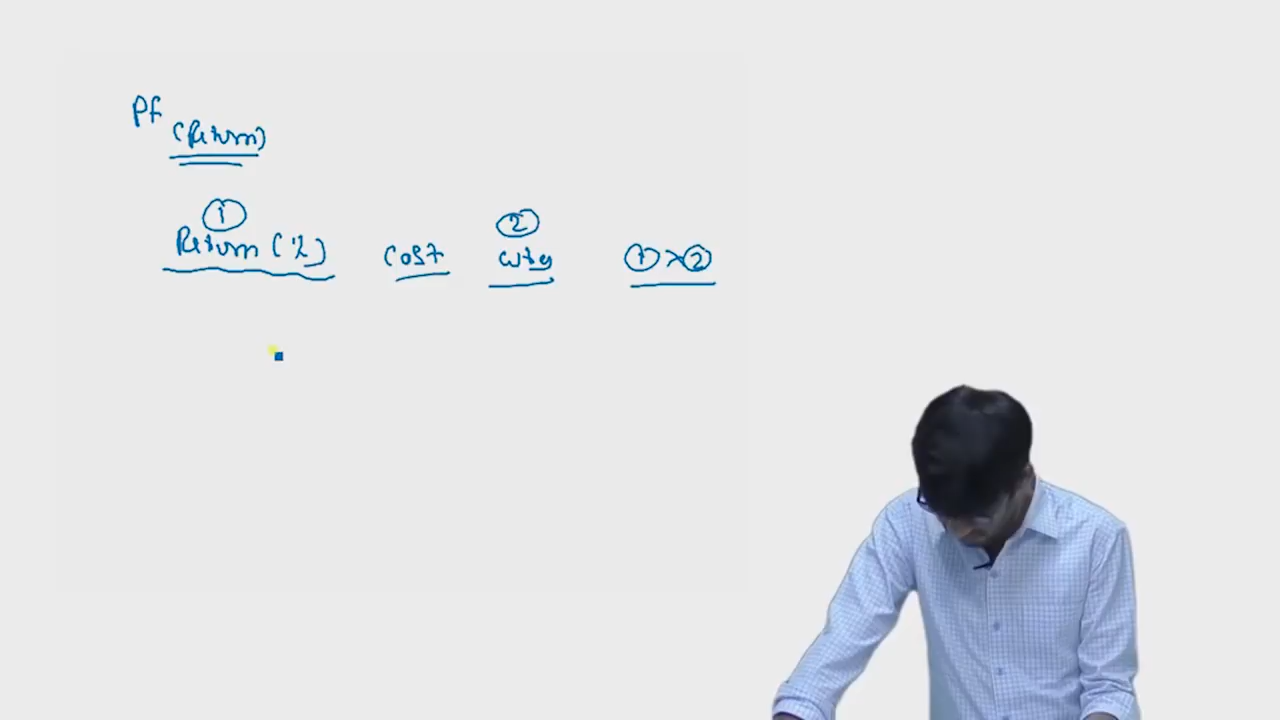 Pf
(Return)
① ②
Return (%) Cost wtg ① × ②